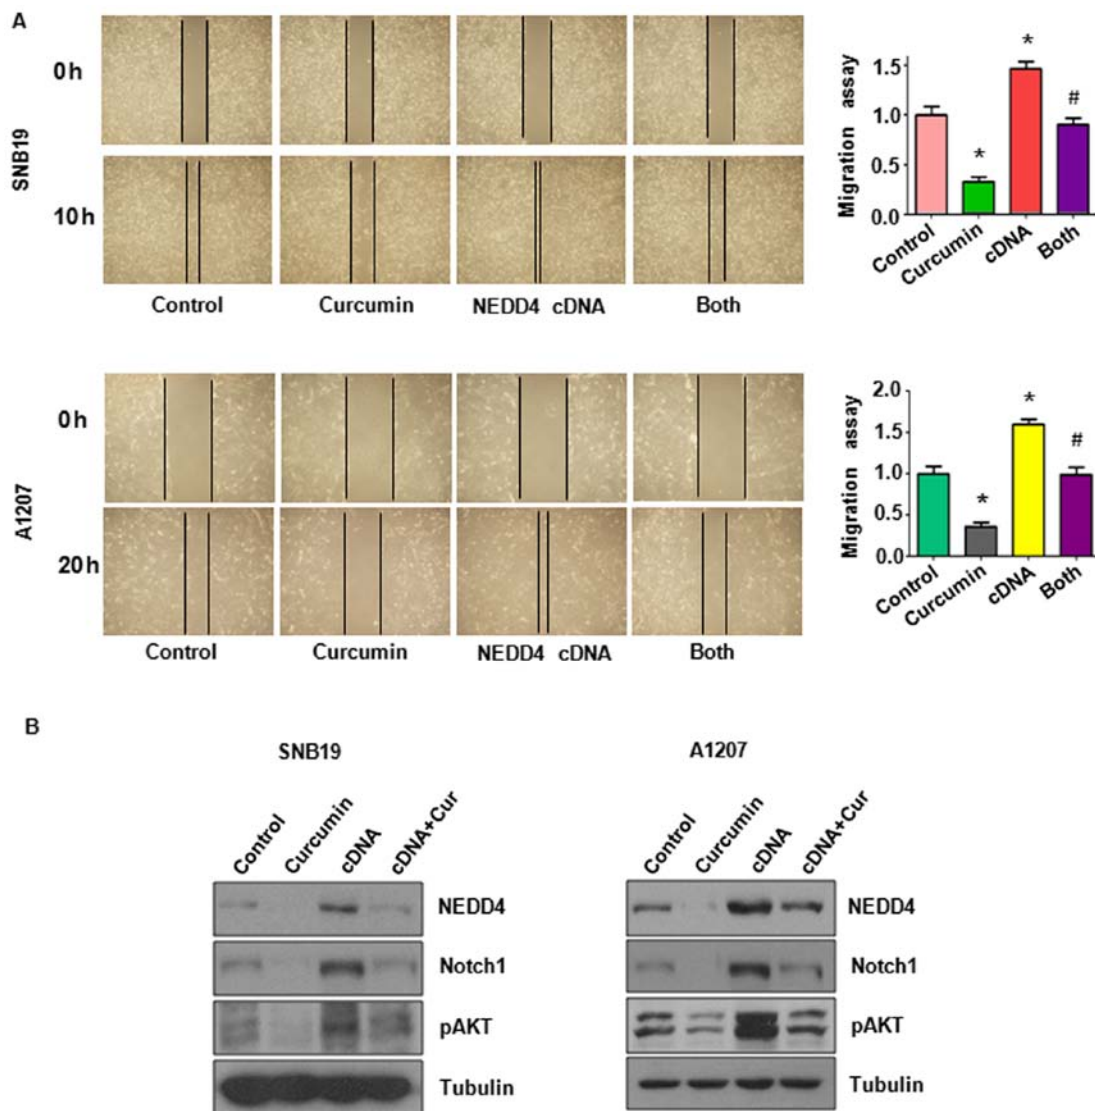 A
SNB19
0h
10h
Control
Curcumin
NEDD4 cDNA
Both
Migration assay
1.5
1.0
0.5
0.0
*
*
#
Control
Curcumin
cDNA
Both
A1207
0h
20h
Control
Curcumin
NEDD4 cDNA
Both
Migration assay
2.0
1.5
1.0
0.5
0.0
*
*
#
Control
Curcumin
cDNA
Both
B
SNB19
Control
Curcumin
cDNA
cDNA+Cur
NEDD4
Notch1
pAKT
Tubulin
A1207
Control
Curcumin
cDNA
cDNA+Cur
NEDD4
Notch1
pAKT
Tubulin